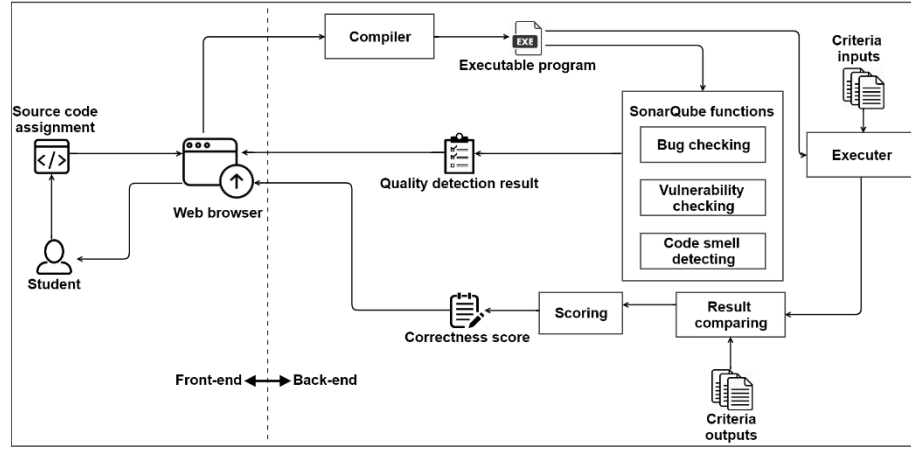 Compiler
EXE
Executable program
Criteria
inputs
Source code
assignment
</>
SonarQube functions
Bug checking
Executer
Quality detection result
Vulnerability
checking
Web browser
Code smell
detecting
Student
Scoring
Result
comparing
Correctness score
Front-end
Back-end
Criteria
outputs